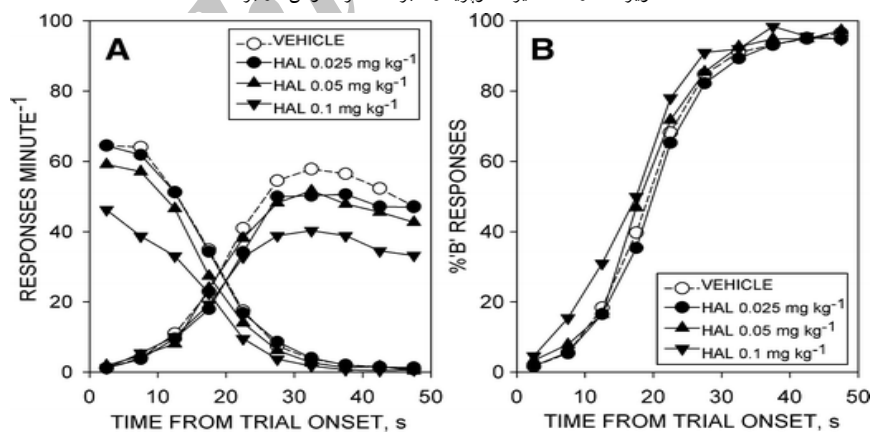 A
VEHICLE
HAL 0.025 mg kg⁻¹
HAL 0.05 mg kg⁻¹
HAL 0.1 mg kg⁻¹
RESPONSES MINUTE⁻¹
100
80
60
40
20
0
0 10 20 30 40 50
TIME FROM TRIAL ONSET, s
B
%'B' RESPONSES
100
80
60
40
20
0
VEHICLE
HAL 0.025 mg kg⁻¹
HAL 0.05 mg kg⁻¹
HAL 0.1 mg kg⁻¹
0 10 20 30 40 50
TIME FROM TRIAL ONSET, s